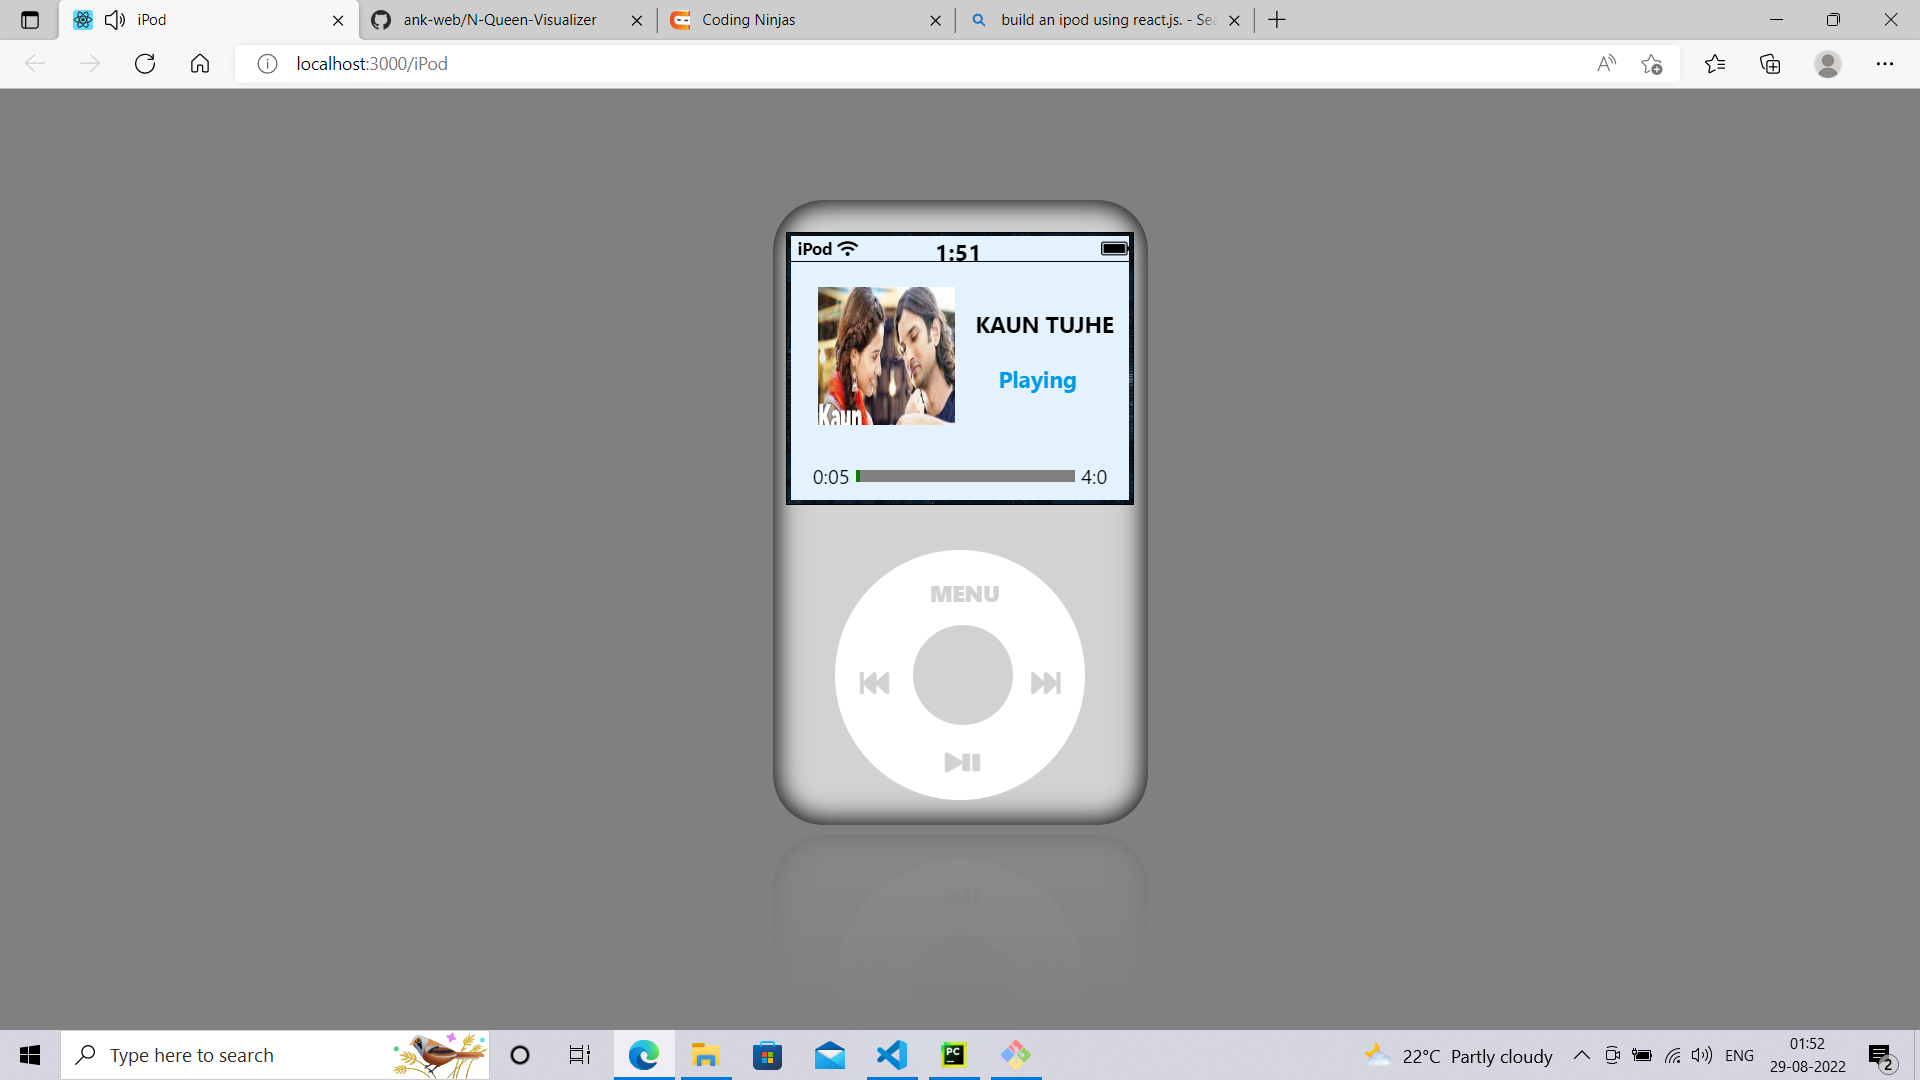 iPod
ank-web/N-Queen-Visualizer
Coding Ninjas
build an ipod using react.js. - Sea
localhost:3000/iPod
iPod
1:51
KAUN TUJHE
Playing
Kaun
0:05
4:0
MENU
Type here to search
PC
22°C Partly cloudy
ENG
01:52
29-08-2022
2